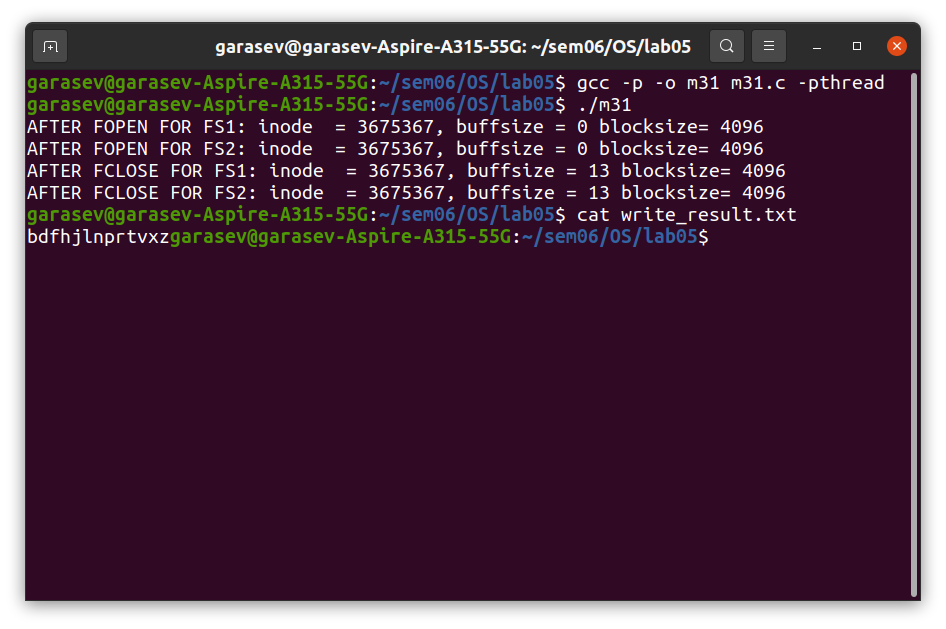 garasev@garasev-Aspire-A315-55G: ~/sem06/OS/lab05
garasev@garasev-Aspire-A315-55G:~/sem06/OS/lab05$ gcc -p -o m31 m31.c -pthread
garasev@garasev-Aspire-A315-55G:~/sem06/OS/lab05$ ./m31
AFTER FOPEN FOR FS1: inode  = 3675367, buffsize = 0 blocksize= 4096
AFTER FOPEN FOR FS2: inode  = 3675367, buffsize = 0 blocksize= 4096
AFTER FCLOSE FOR FS1: inode  = 3675367, buffsize = 13 blocksize= 4096
AFTER FCLOSE FOR FS2: inode  = 3675367, buffsize = 13 blocksize= 4096
garasev@garasev-Aspire-A315-55G:~/sem06/OS/lab05$ cat write_result.txt
bdfhjlnprtvxzgarasev@garasev-Aspire-A315-55G:~/sem06/OS/lab05$